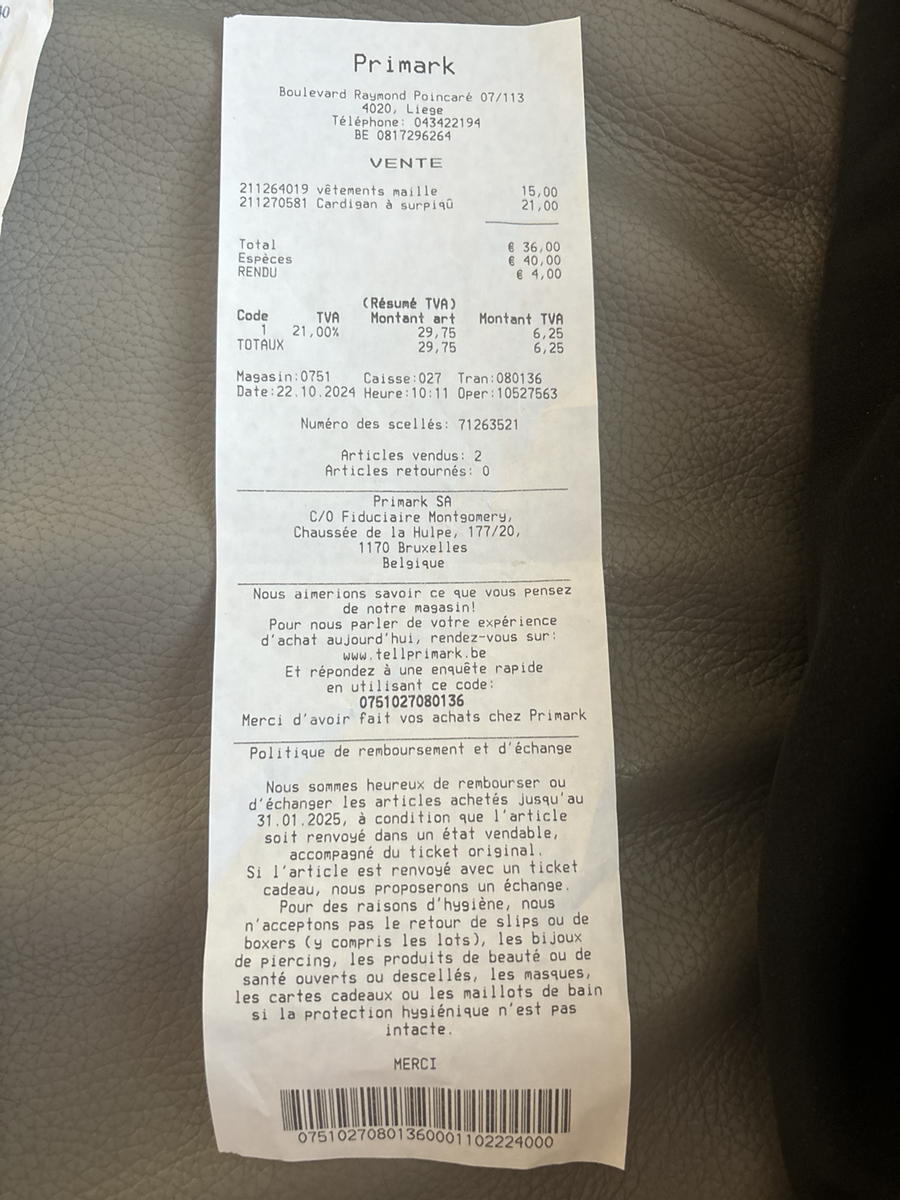 40
Primark
Boulevard Raymond Poincaré 07/113
4020, Liege
Téléphone: 043422194
BE 0817296264
VENTE
211264019 vêtements maille 15,00
211270581 Cardigan à surpiqû 21,00
Total € 36,00
Espèces € 40,00
RENDU € 4,00
(Résumé TVA)
Code TVA Montant art Montant TVA
1 21,00% 29,75 6,25
TOTAUX 29,75 6,25
Magasin:0751 Caisse:027 Tran:080136
Date:22.10.2024 Heure:10:11 Oper:10527563
Numéro des scellés: 71263521
Articles vendus: 2
Articles retournés: 0
Primark SA
C/O Fiduciaire Montgomery,
Chaussée de la Hulpe, 177/20,
1170 Bruxelles
Belgique
Nous aimerions savoir ce que vous pensez
de notre magasin!
Pour nous parler de votre expérience
d'achat aujourd'hui, rendez-vous sur:
www.tellprimark.be
Et répondez à une enquête rapide
en utilisant ce code:
0751027080136
Merci d'avoir fait vos achats chez Primark
Politique de remboursement et d'échange
Nous sommes heureux de rembourser ou
d'échanger les articles achetés jusqu'au
31.01.2025, à condition que l'article
soit renvoyé dans un état vendable,
accompagné du ticket original.
Si l'article est renvoyé avec un ticket
cadeau, nous proposerons un échange.
Pour des raisons d'hygiène, nous
n'acceptons pas le retour de slips ou de
boxers (y compris les lots), les bijoux
de piercing, les produits de beauté ou de
santé ouverts ou descellés, les masques,
les cartes cadeaux ou les maillots de bain
si la protection hygiénique n'est pas
intacte.
MERCI
07510270801360001102224000